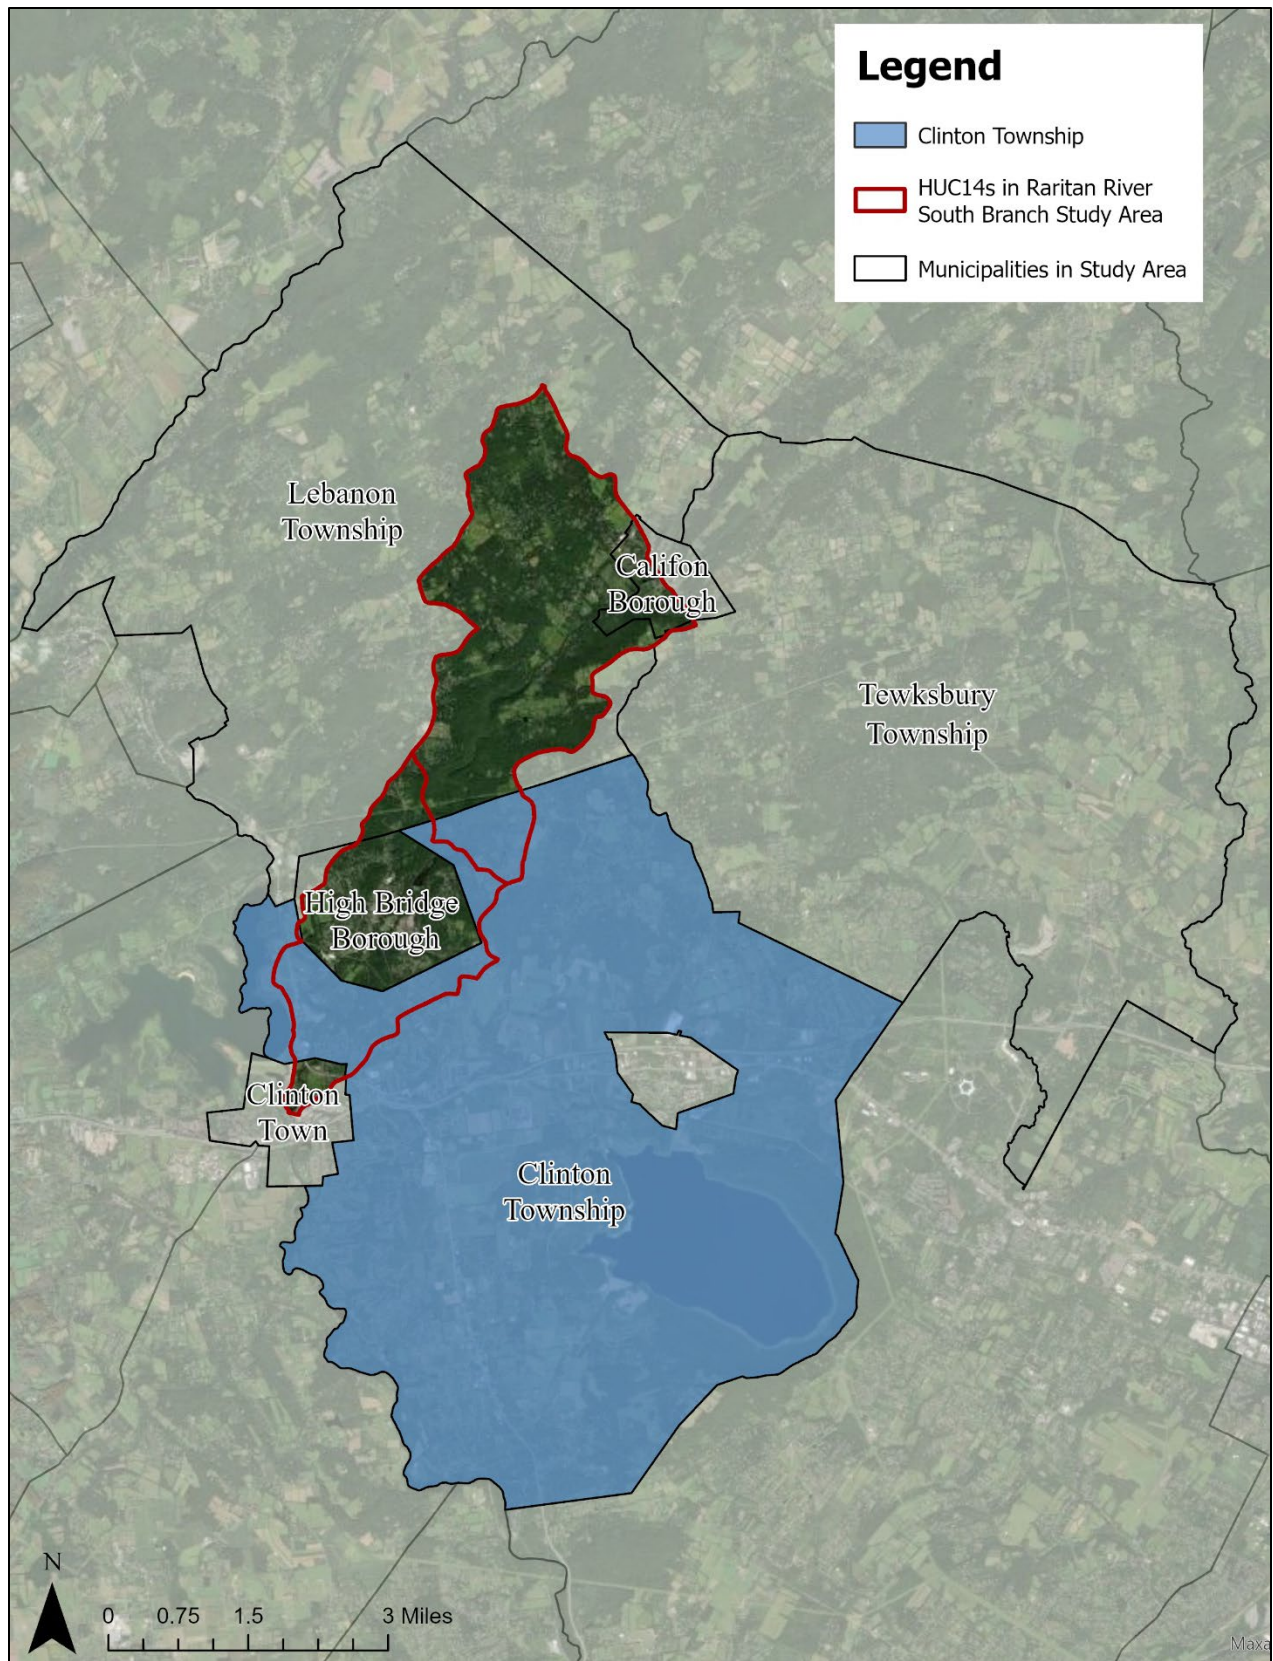 Legend
Clinton Township
HUC14s in Raritan River
South Branch Study Area
Municipalities in Study Area
Lebanon
Township
Califon
Borough
Tewksbury
Township
High Bridge
Borough
Clinton
Town
Clinton
Township
N
0 0.75 1.5 3 Miles
Maxa